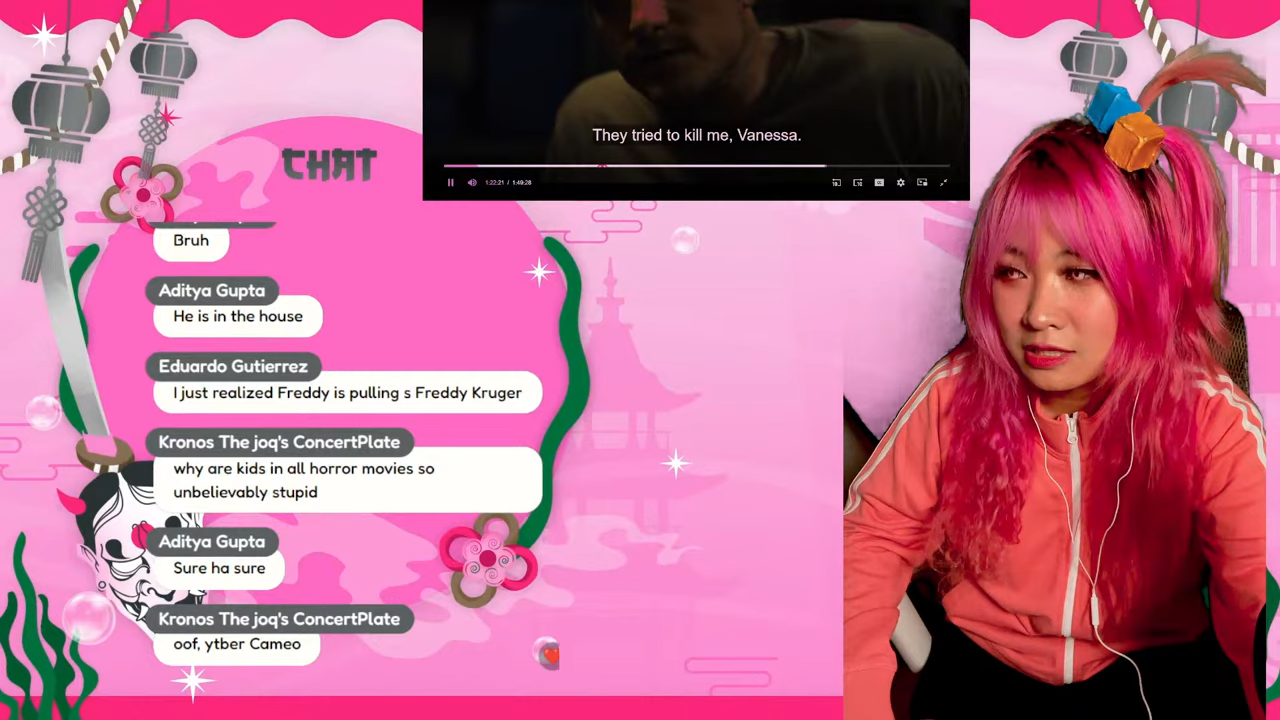 They tried to kill me, Vanessa.
1:22:21 / 1:49:28
CHAT
Bruh
Aditya Gupta
He is in the house
Eduardo Gutierrez
I just realized Freddy is pulling s Freddy Kruger
Kronos The joq's ConcertPlate
why are kids in all horror movies so
unbelievably stupid
Aditya Gupta
Sure ha sure
Kronos The joq's ConcertPlate
oof, ytber Cameo